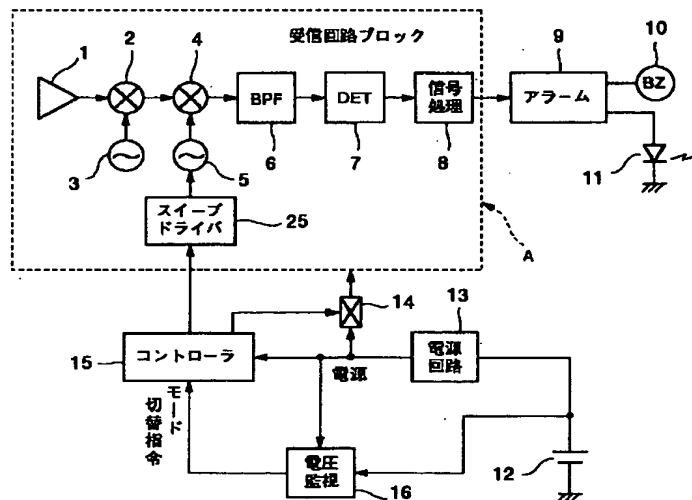 受信回路ブロック
1
2
4
BPF
DET
信号
処理
アラーム
BZ
9
10
3
5
6
7
8
11
スイープ
ドライバ
25
A
14
13
15
コントローラ
電源
電源
回路
モード
切替指令
電圧
監視
16
12